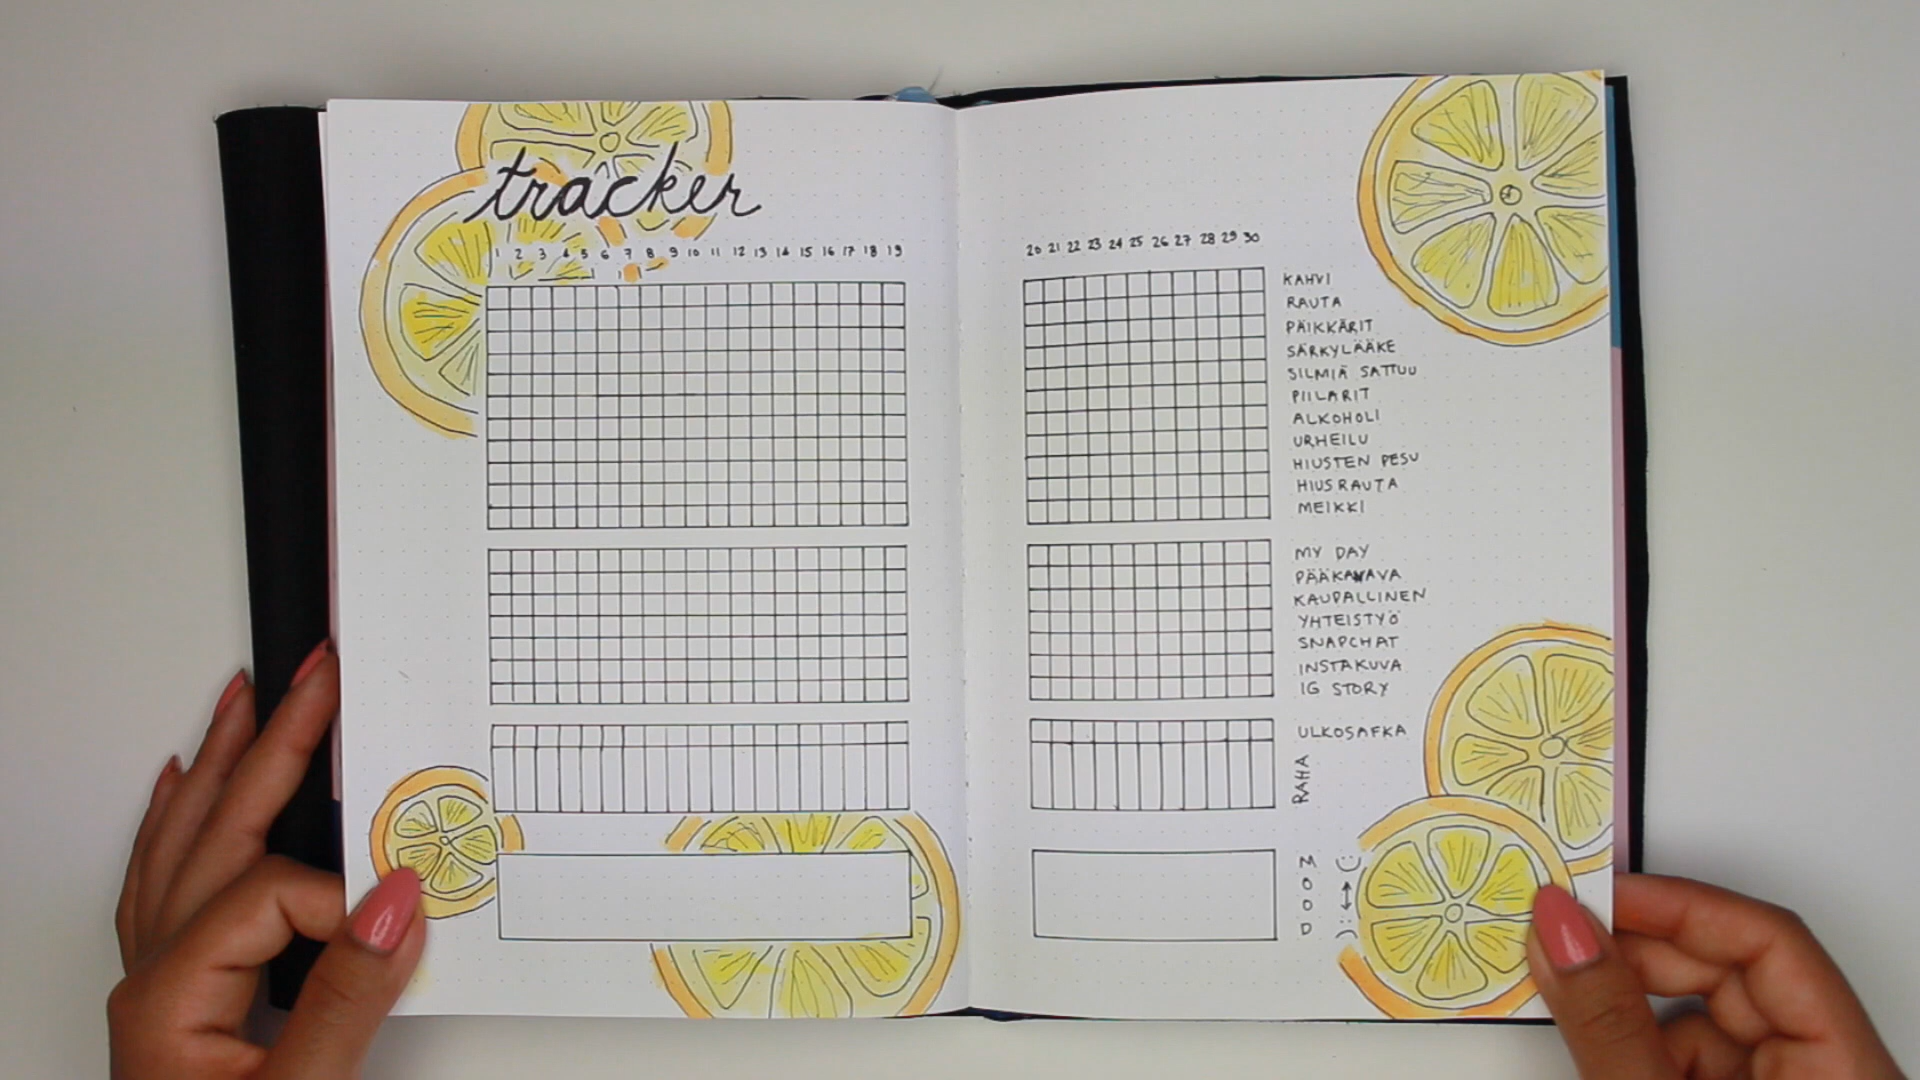 tracker
1 2 3 4 5 6 7 8 9 10 11 12 13 14 15 16 17 18 19
20 21 22 23 24 25 26 27 28 29 30
KAHVI
RAUTA
PÄIKKÄRIT
SÄRKYLÄÄKE
SILMIÄ SATTUU
PIILARIT
ALKOHOLI
URHEILU
HIUSTEN PESU
HIUSRAUTA
MEIKKI
MY DAY
PÄÄKAVAVA
KAUPALLINEN
YHTEISTYÖ
SNAPCHAT
INSTAKUVA
IG STORY
ULKOSAFKA
RAHA
MOOD